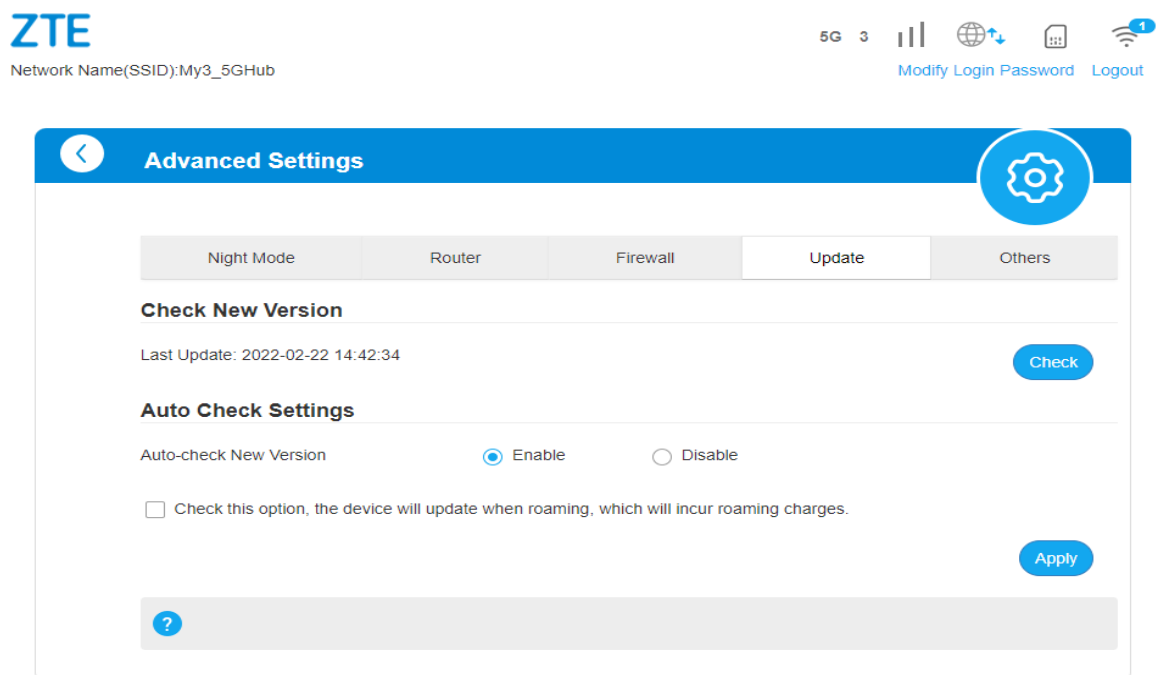 ZTE
5G 3 1
Network Name(SSID):My3_5GHub
Modify Login Password Logout
Advanced Settings
Night Mode Router Firewall Update Others
Check New Version
Last Update: 2022-02-22 14:42:34
Check
Auto Check Settings
Auto-check New Version Enable Disable
Check this option, the device will update when roaming, which will incur roaming charges.
Apply
?